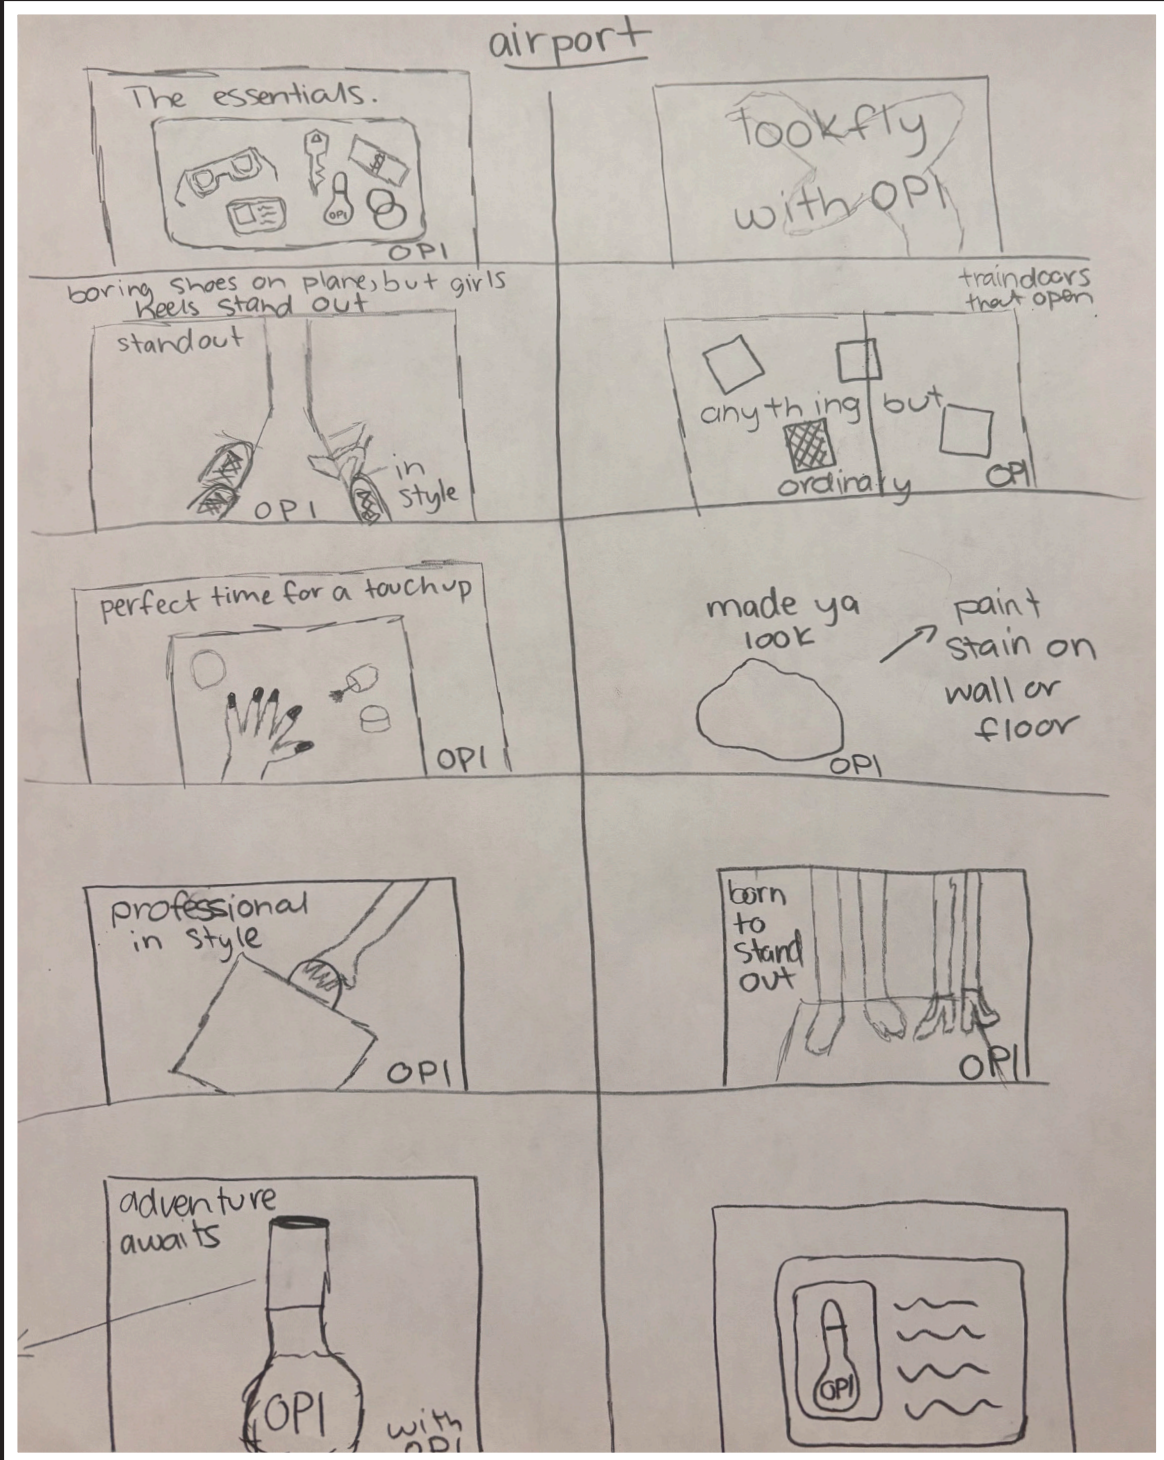 airport
The essentials.
OPI
OPI
look fly
with OPI
boring shoes on plane, but girls
heels stand out
standout
in
style
OPI
traindoors
that open
anything but
ordinary
OPI
perfect time for a touchup
OPI
made ya
look
OPI
paint
stain on
wall or
floor
professional
in style
OPI
born
to
stand
out
OPI
adventure
awaits
OPI
with
OPI
OPI